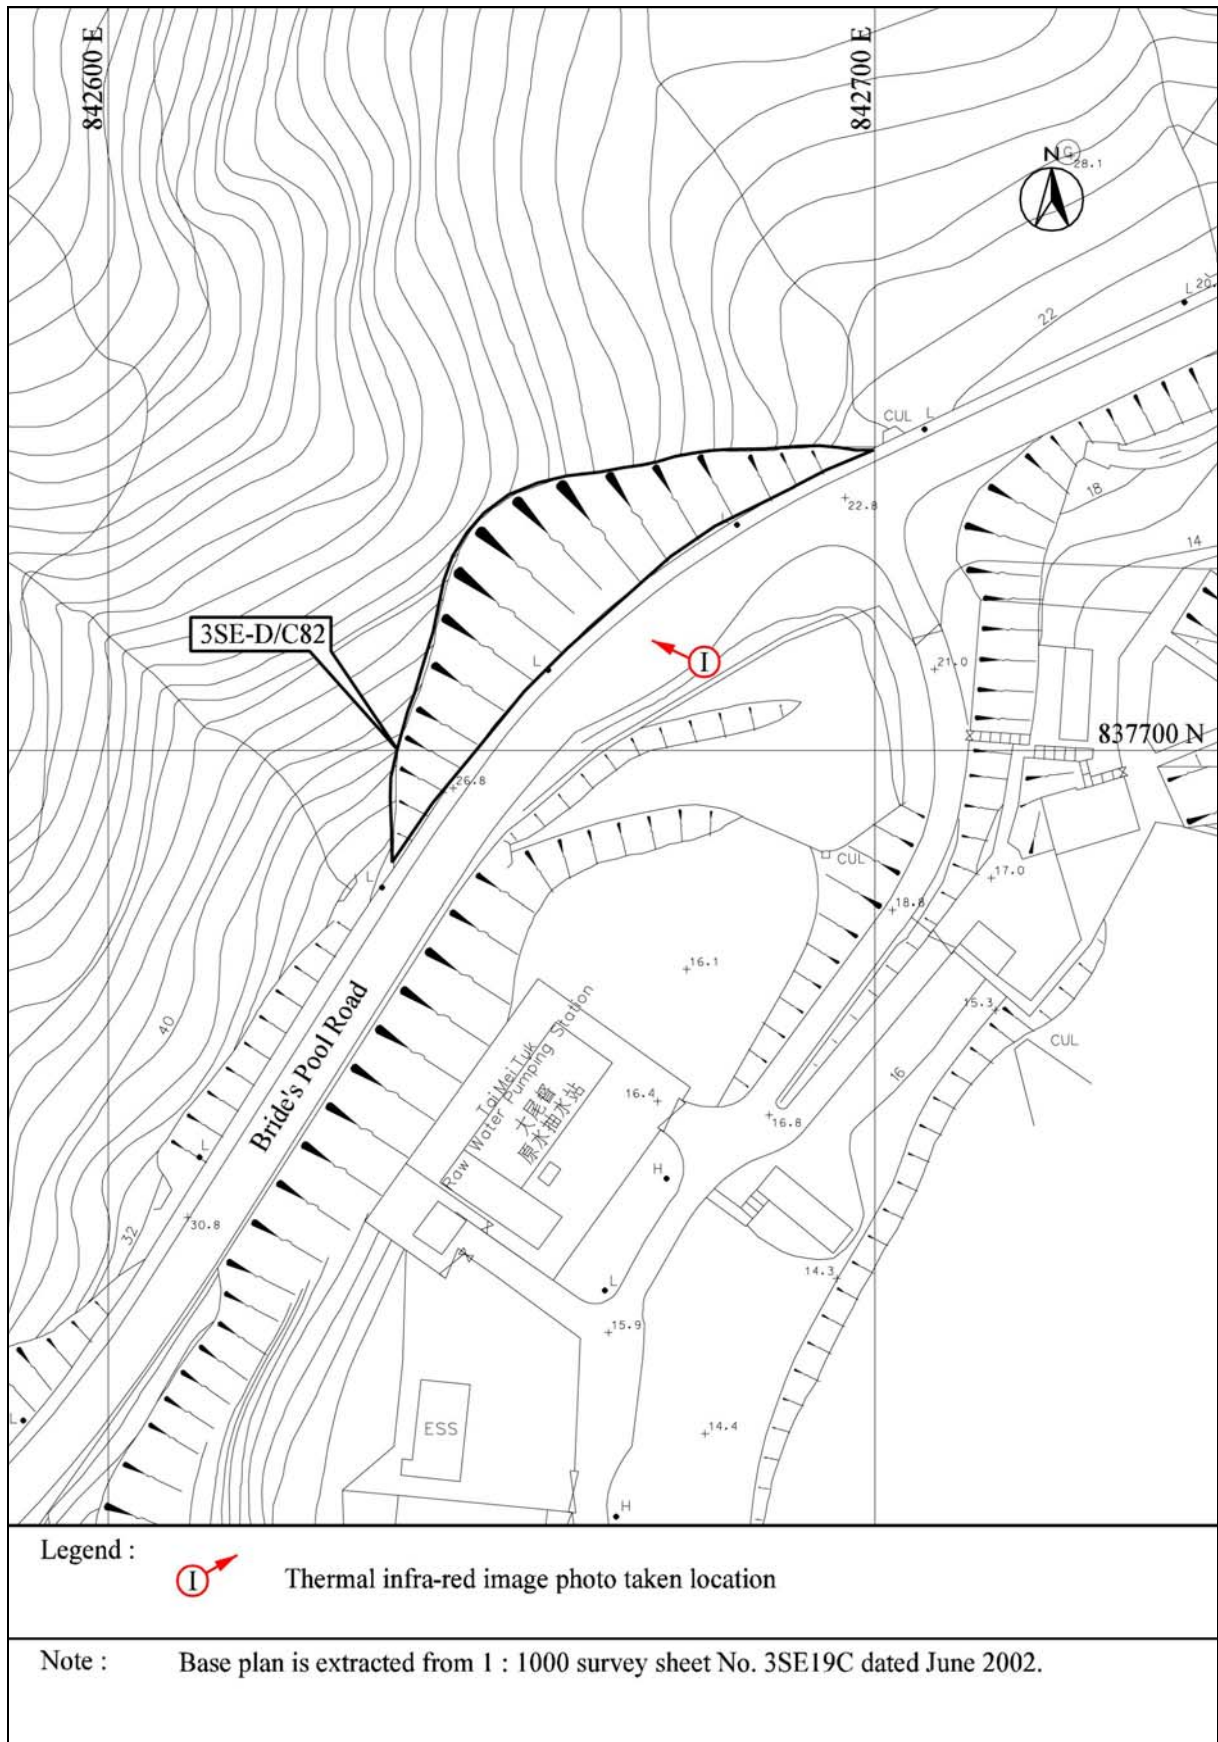 842600 E
842700 E
N
G
28.1
L
20.
22
CUL
L
22.8
18
14
L
3SE-D/C82
I
L
21.0
837700 N
26.8
CUL
17.0
L
18.8
16.1
15.3
CUL
40
Bride's Pool Road
Tai Mei Tuk
Raw Water Pumping Station
大尾督
原水抽水站
16.4
16
16.8
L
H
30.8
32
14.3
L
15.9
L
ESS
14.4
H
Legend :
I
Thermal infra-red image photo taken location
Note :
Base plan is extracted from 1 : 1000 survey sheet No. 3SE19C dated June 2002.